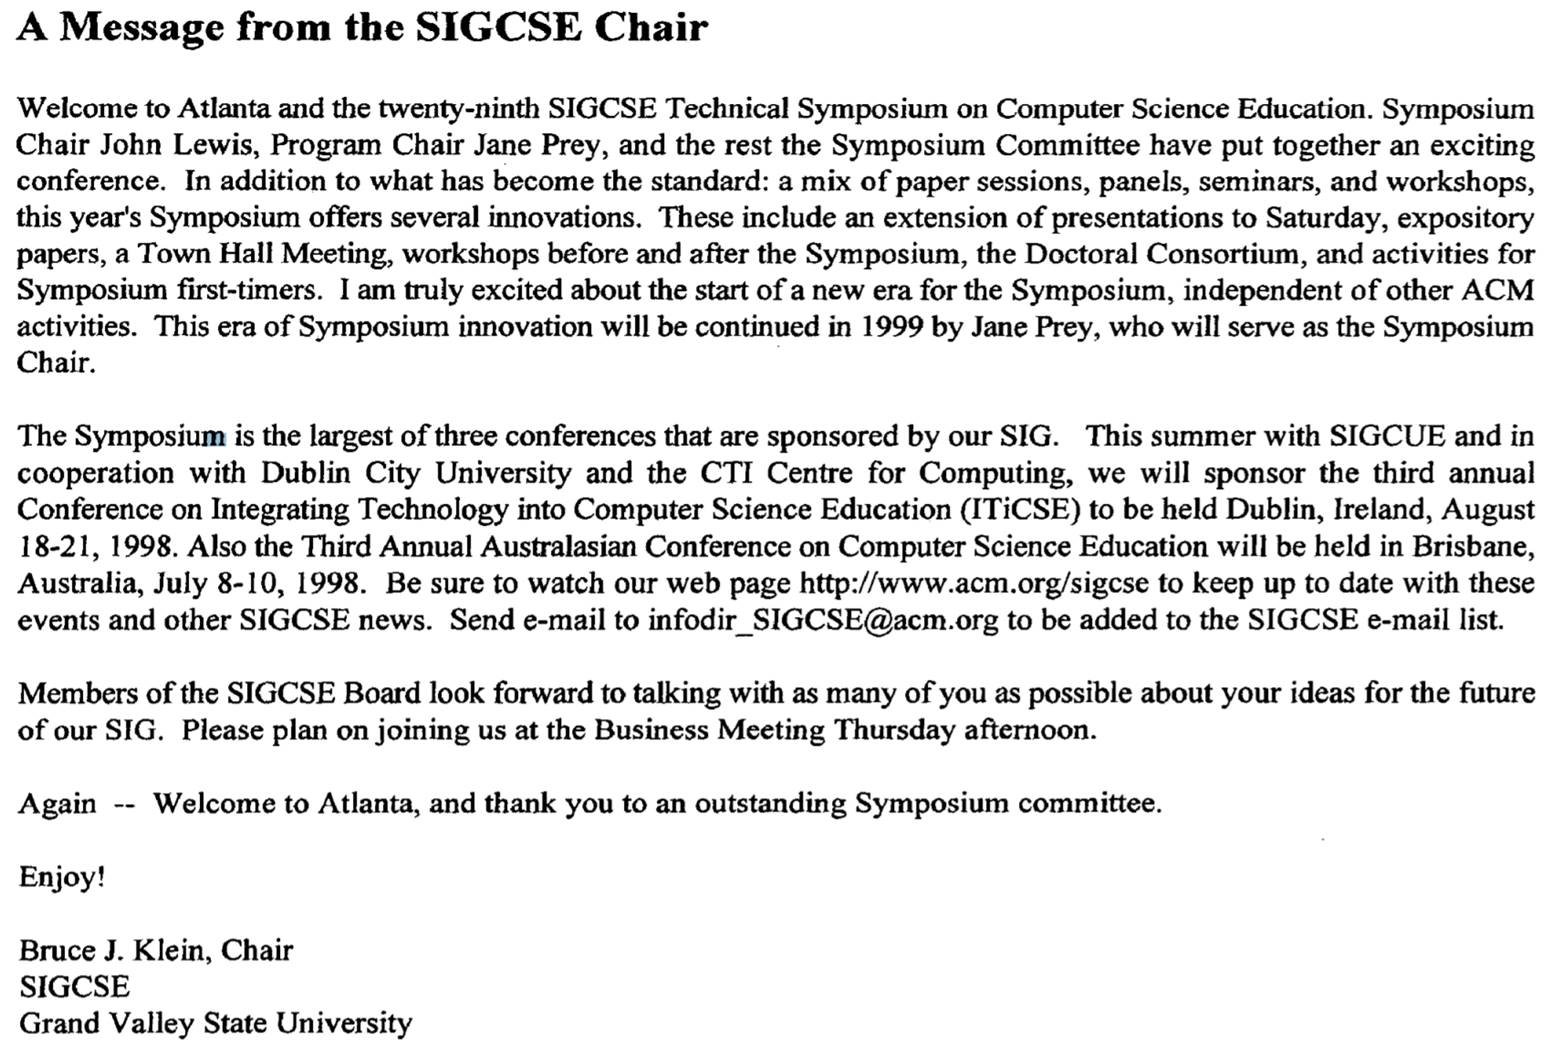 A Message from the SIGCSE Chair
Welcome to Atlanta and the twenty-ninth SIGCSE Technical Symposium on Computer Science Education. Symposium
Chair John Lewis, Program Chair Jane Prey, and the rest the Symposium Committee have put together an exciting
conference. In addition to what has become the standard: a mix of paper sessions, panels, seminars, and workshops,
this year's Symposium offers several innovations. These include an extension of presentations to Saturday, expository
papers, a Town Hall Meeting, workshops before and after the Symposium, the Doctoral Consortium, and activities for
Symposium first-timers. I am truly excited about the start of a new era for the Symposium, independent of other ACM
activities. This era of Symposium innovation will be continued in 1999 by Jane Prey, who will serve as the Symposium
Chair.
The Symposium is the largest of three conferences that are sponsored by our SIG. This summer with SIGCUE and in
cooperation with Dublin City University and the CTI Centre for Computing, we will sponsor the third annual
Conference on Integrating Technology into Computer Science Education (ITiCSE) to be held Dublin, Ireland, August
18-21, 1998. Also the Third Annual Australasian Conference on Computer Science Education will be held in Brisbane,
Australia, July 8-10, 1998. Be sure to watch our web page http://www.acm.org/sigcse to keep up to date with these
events and other SIGCSE news. Send e-mail to infodir_SIGCSE@acm.org to be added to the SIGCSE e-mail list.
Members of the SIGCSE Board look forward to talking with as many of you as possible about your ideas for the future
of our SIG. Please plan on joining us at the Business Meeting Thursday afternoon.
Again -- Welcome to Atlanta, and thank you to an outstanding Symposium committee.
Enjoy!
Bruce J. Klein, Chair
SIGCSE
Grand Valley State University